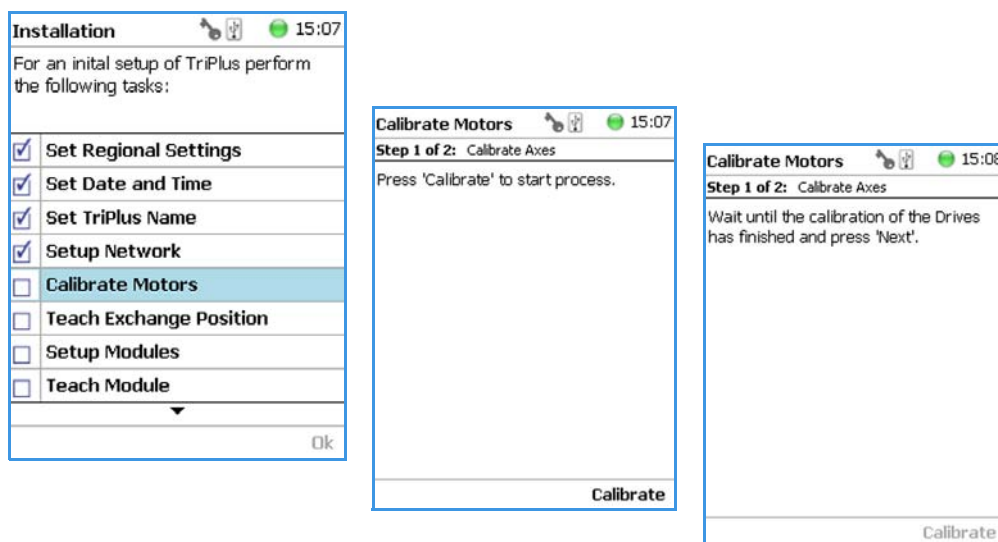 Installation 15:07
For an inital setup of TriPlus perform
the following tasks:
Set Regional Settings
Set Date and Time
Set TriPlus Name
Setup Network
Calibrate Motors
Teach Exchange Position
Setup Modules
Teach Module
Ok
Calibrate Motors 15:07
Step 1 of 2: Calibrate Axes
Press 'Calibrate' to start process.
Calibrate
Calibrate Motors 15:08
Step 1 of 2: Calibrate Axes
Wait until the calibration of the Drives
has finished and press 'Next'.
Calibrate